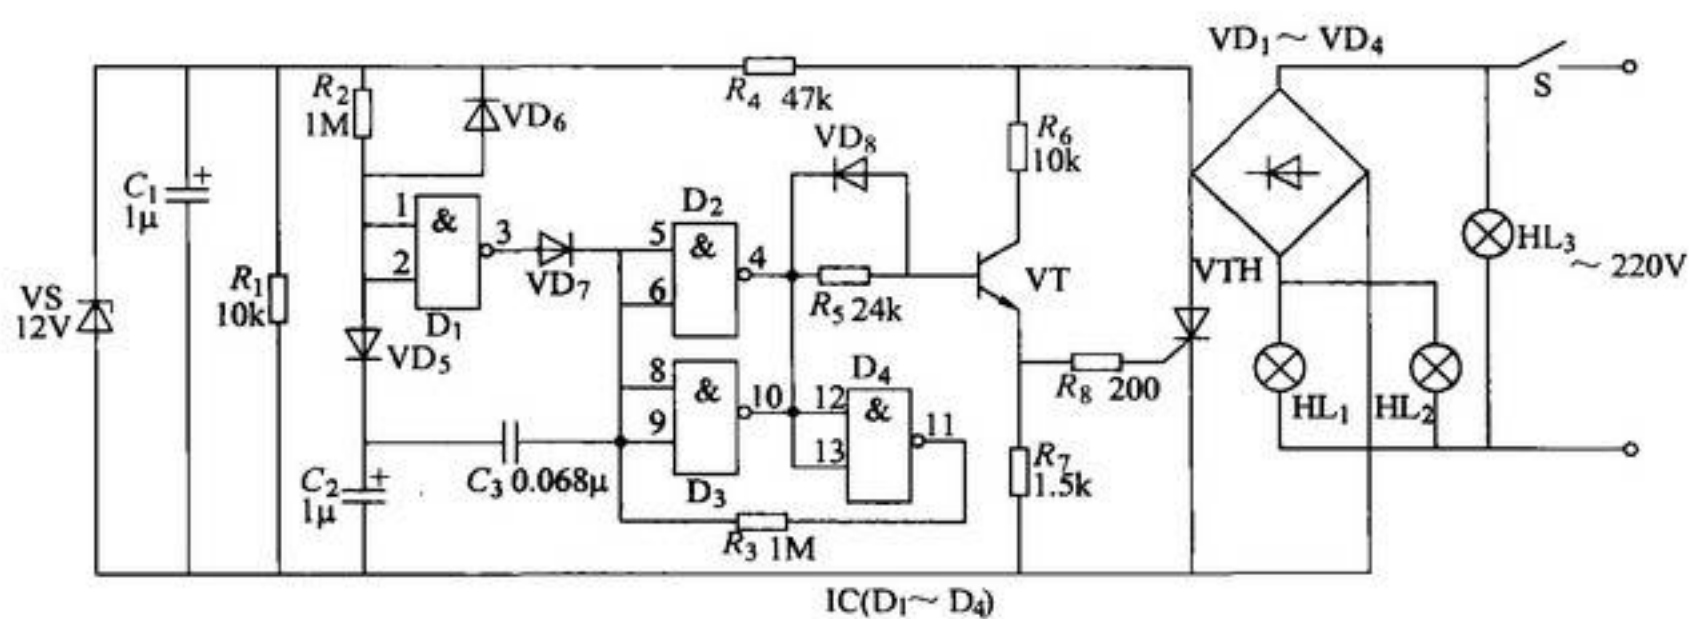 VD₁～VD₄
S
R₂
1M
VD₆
R₄ 47k
VD₈
R₆
10k
C₁
1μ
+
1
&
3
2
D₁
VD₇
D₂
5
&
4
6
R₅ 24k
VT
VTH
HL₃
～220V
VS
12V
R₁
10k
VD₅
8
&
10
9
D₃
D₄
12
&
11
13
R₈ 200
HL₁
HL₂
C₂
1μ
+
C₃ 0.068μ
R₇
1.5k
R₃ 1M
IC(D₁～D₄)